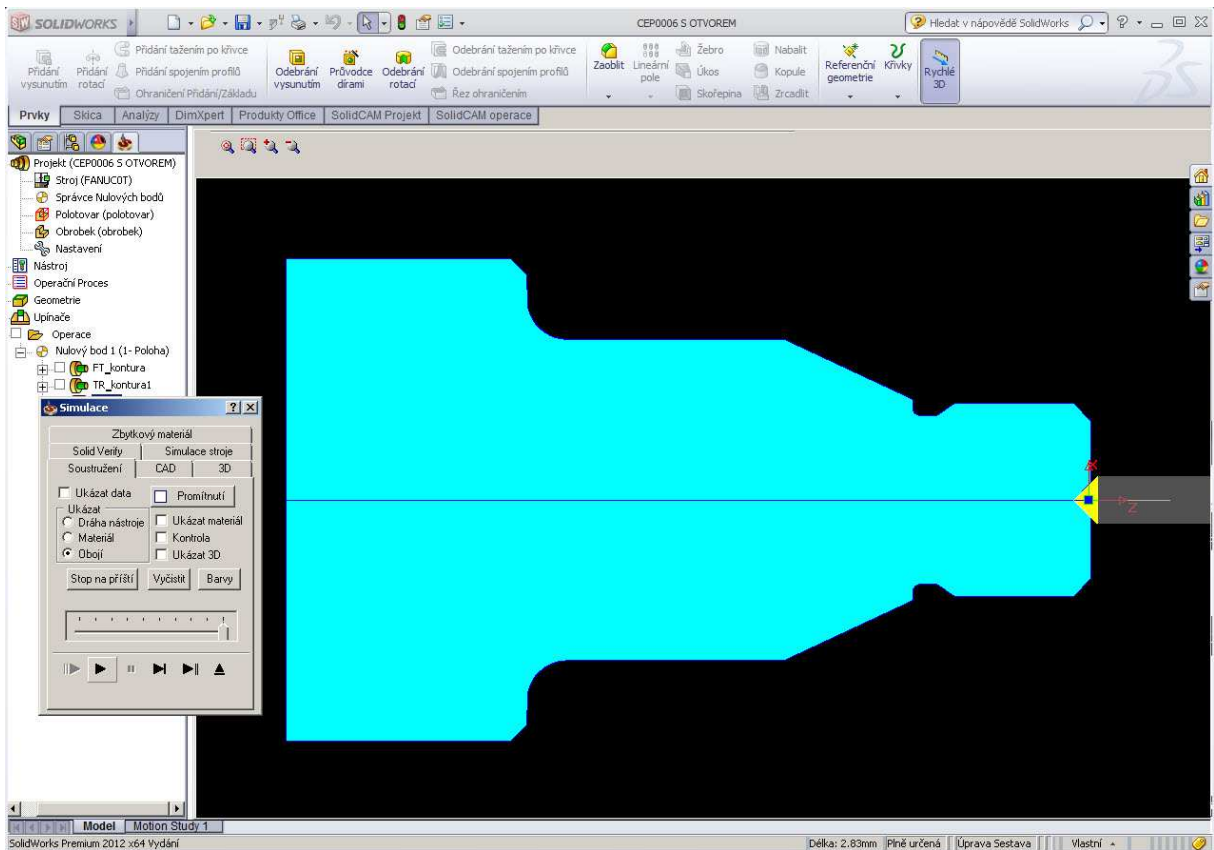 SOLIDWORKS
CEP0006 S OTVOREM
Hledat v nápovědě SolidWorks
Přidání vysunutím
Přidání rotací
Přidání tažením po křivce
Přidání spojením profilů
Ohraničení Přidání/Základu
Odebrání vysunutím
Průvodce dírami
Odebrání rotací
Odebrání tažením po křivce
Odebrání spojením profilů
Řez ohraničením
Zaoblit
Lineární pole
Žebro
Úkos
Skořepina
Nabalit
Kopule
Zrcadlit
Referenční geometrie
Křivky
Rychlé 3D
Prvky Skica Analýzy DimXpert Produkty Office SolidCAM Projekt SolidCAM operace
Projekt (CEP0006 S OTVOREM)
Stroj (FANUC0T)
Správce Nulových bodů
Polotovar (polotovar)
Obrobek (obrobek)
Nastavení
Nástroj
Operační Proces
Geometrie
Upínače
Operace
Nulový bod 1 (1- Poloha)
FT_kontura
TR_kontura1
Simulace
Zbytkový materiál
Solid Verify Simulace stroje
Soustružení CAD 3D
Ukázat data
Promítnutí
Ukázat
Dráha nástroje
Materiál
Obojí
Ukázat materiál
Kontrola
Ukázat 3D
Stop na příští Vyčistit Barvy
X
Z
Model Motion Study 1
SolidWorks Premium 2012 x64 Vydání
Délka: 2.83mm Plně určená Úprava Sestava Vlastní